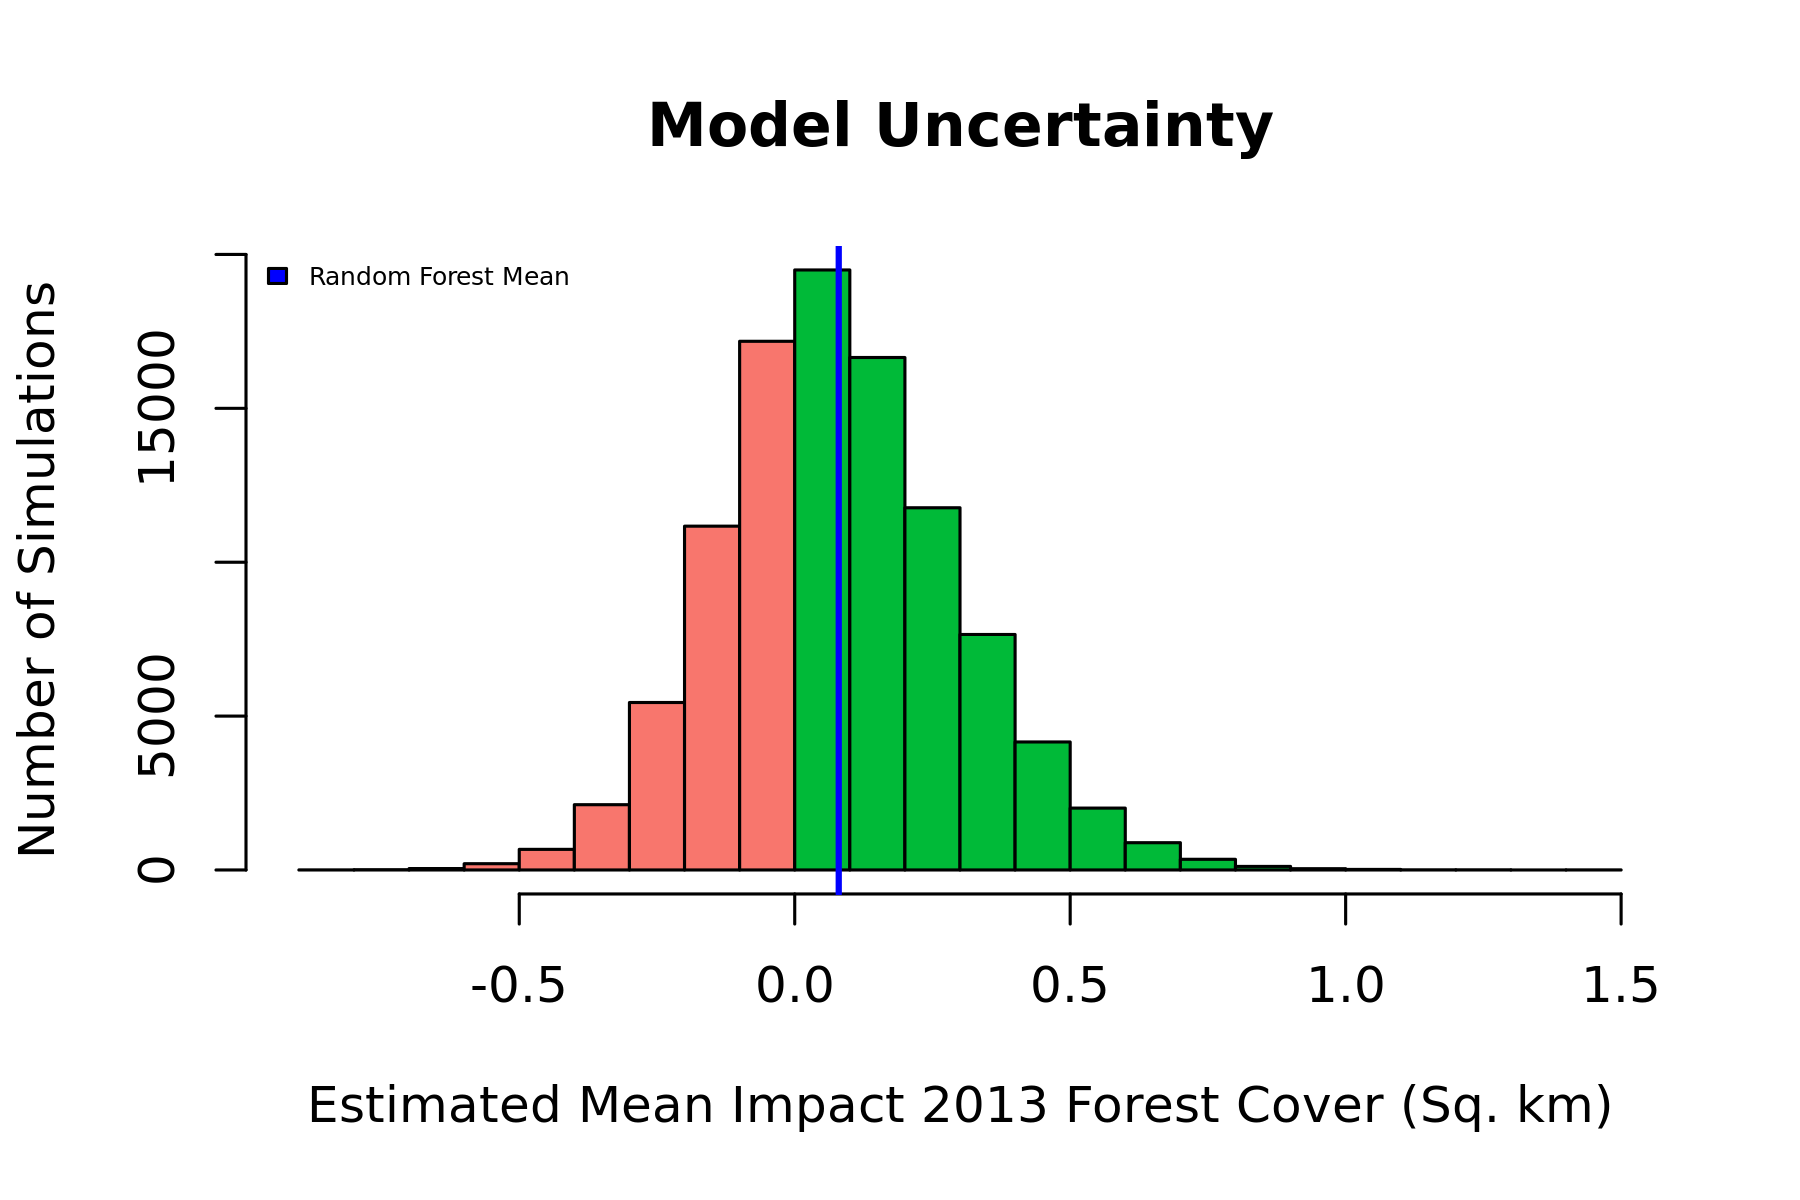 Model Uncertainty
Random Forest Mean
Number of Simulations
15000
5000
0
-0.5 0.0 0.5 1.0 1.5
Estimated Mean Impact 2013 Forest Cover (Sq. km)